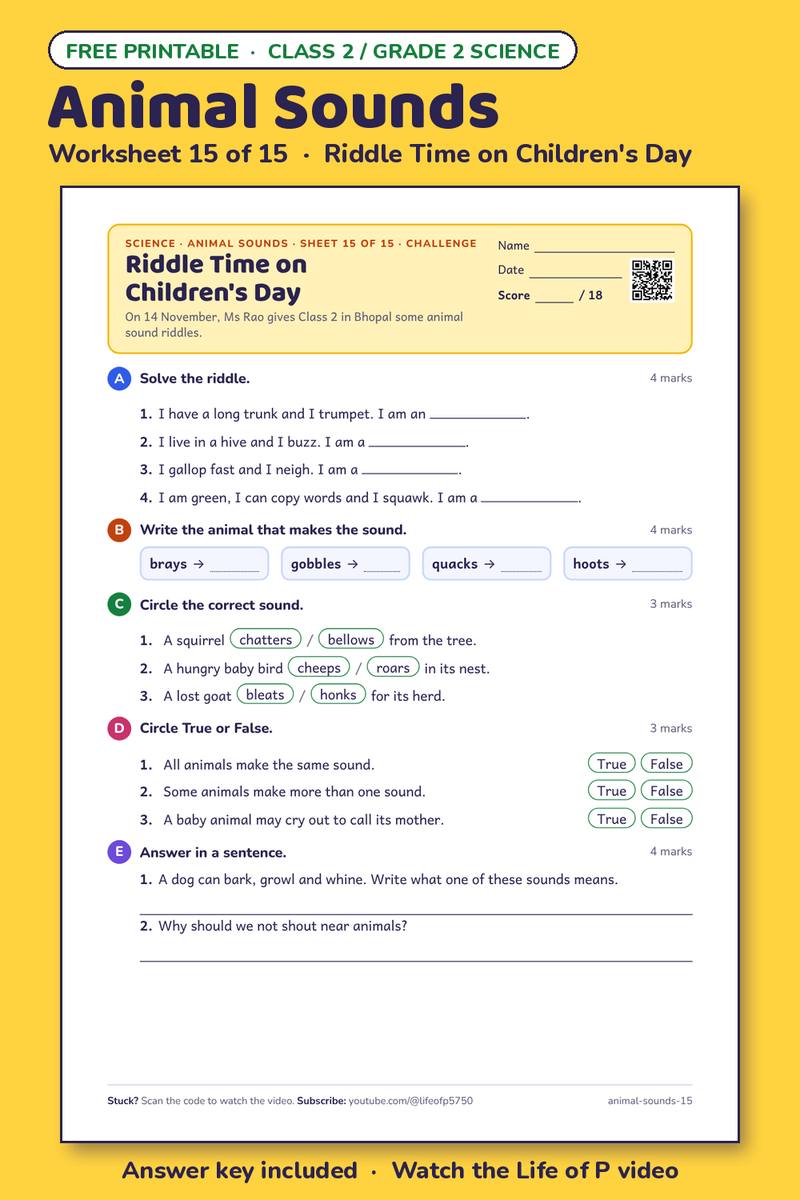 FREE PRINTABLE · CLASS 2 / GRADE 2 SCIENCE
Animal Sounds
Worksheet 15 of 15 · Riddle Time on Children's Day
SCIENCE · ANIMAL SOUNDS · SHEET 15 OF 15 · CHALLENGE
Riddle Time on
Children's Day
On 14 November, Ms Rao gives Class 2 in Bhopal some animal
sound riddles.
Name
Date
Score / 18
A Solve the riddle. 4 marks
1. I have a long trunk and I trumpet. I am an .
2. I live in a hive and I buzz. I am a .
3. I gallop fast and I neigh. I am a .
4. I am green, I can copy words and I squawk. I am a .
B Write the animal that makes the sound. 4 marks
brays → gobbles → quacks → hoots →
C Circle the correct sound. 3 marks
1. A squirrel chatters / bellows from the tree.
2. A hungry baby bird cheeps / roars in its nest.
3. A lost goat bleats / honks for its herd.
D Circle True or False. 3 marks
1. All animals make the same sound. True False
2. Some animals make more than one sound. True False
3. A baby animal may cry out to call its mother. True False
E Answer in a sentence. 4 marks
1. A dog can bark, growl and whine. Write what one of these sounds means.
2. Why should we not shout near animals?
Stuck? Scan the code to watch the video. Subscribe: youtube.com/@lifeofp5750 animal-sounds-15
Answer key included · Watch the Life of P video